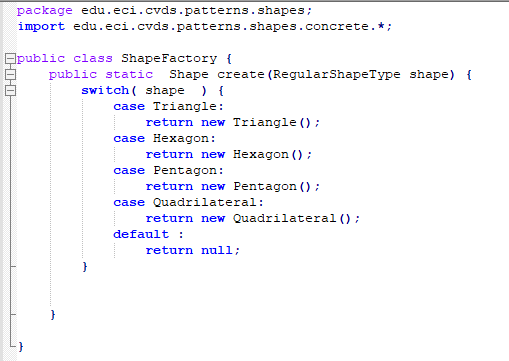 package edu.eci.cvds.patterns.shapes;
import edu.eci.cvds.patterns.shapes.concrete.*;
public class ShapeFactory {
public static  Shape create(RegularShapeType shape) {
switch( shape  ) {
case Triangle:
return new Triangle();
case Hexagon:
return new Hexagon();
case Pentagon:
return new Pentagon();
case Quadrilateral:
return new Quadrilateral();
default :
return null;
}
}
}